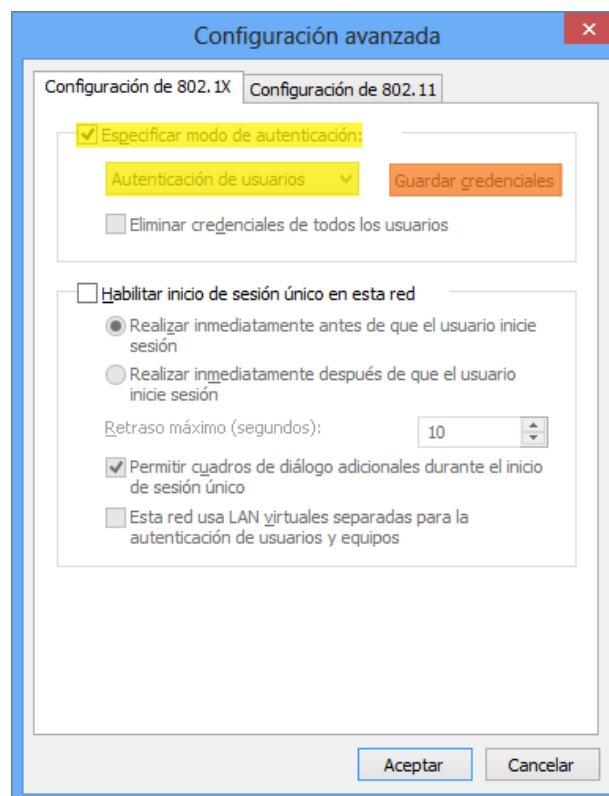 Configuración avanzada
Configuración de 802.1X
Configuración de 802.11
Especificar modo de autenticación:
Autenticación de usuarios
Guardar credenciales
Eliminar credenciales de todos los usuarios
Habilitar inicio de sesión único en esta red
Realizar inmediatamente antes de que el usuario inicie
sesión
Realizar inmediatamente después de que el usuario
inicie sesión
Retraso máximo (segundos):
10
Permitir cuadros de diálogo adicionales durante el inicio
de sesión único
Esta red usa LAN virtuales separadas para la
autenticación de usuarios y equipos
Aceptar
Cancelar